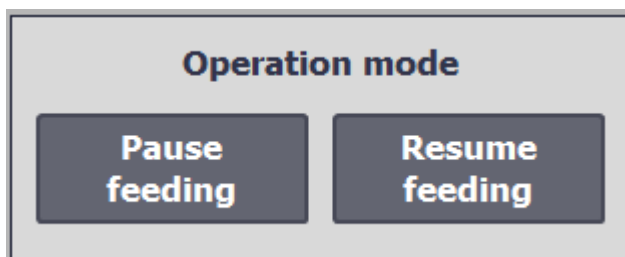 Operation mode
Pause
feeding
Resume
feeding